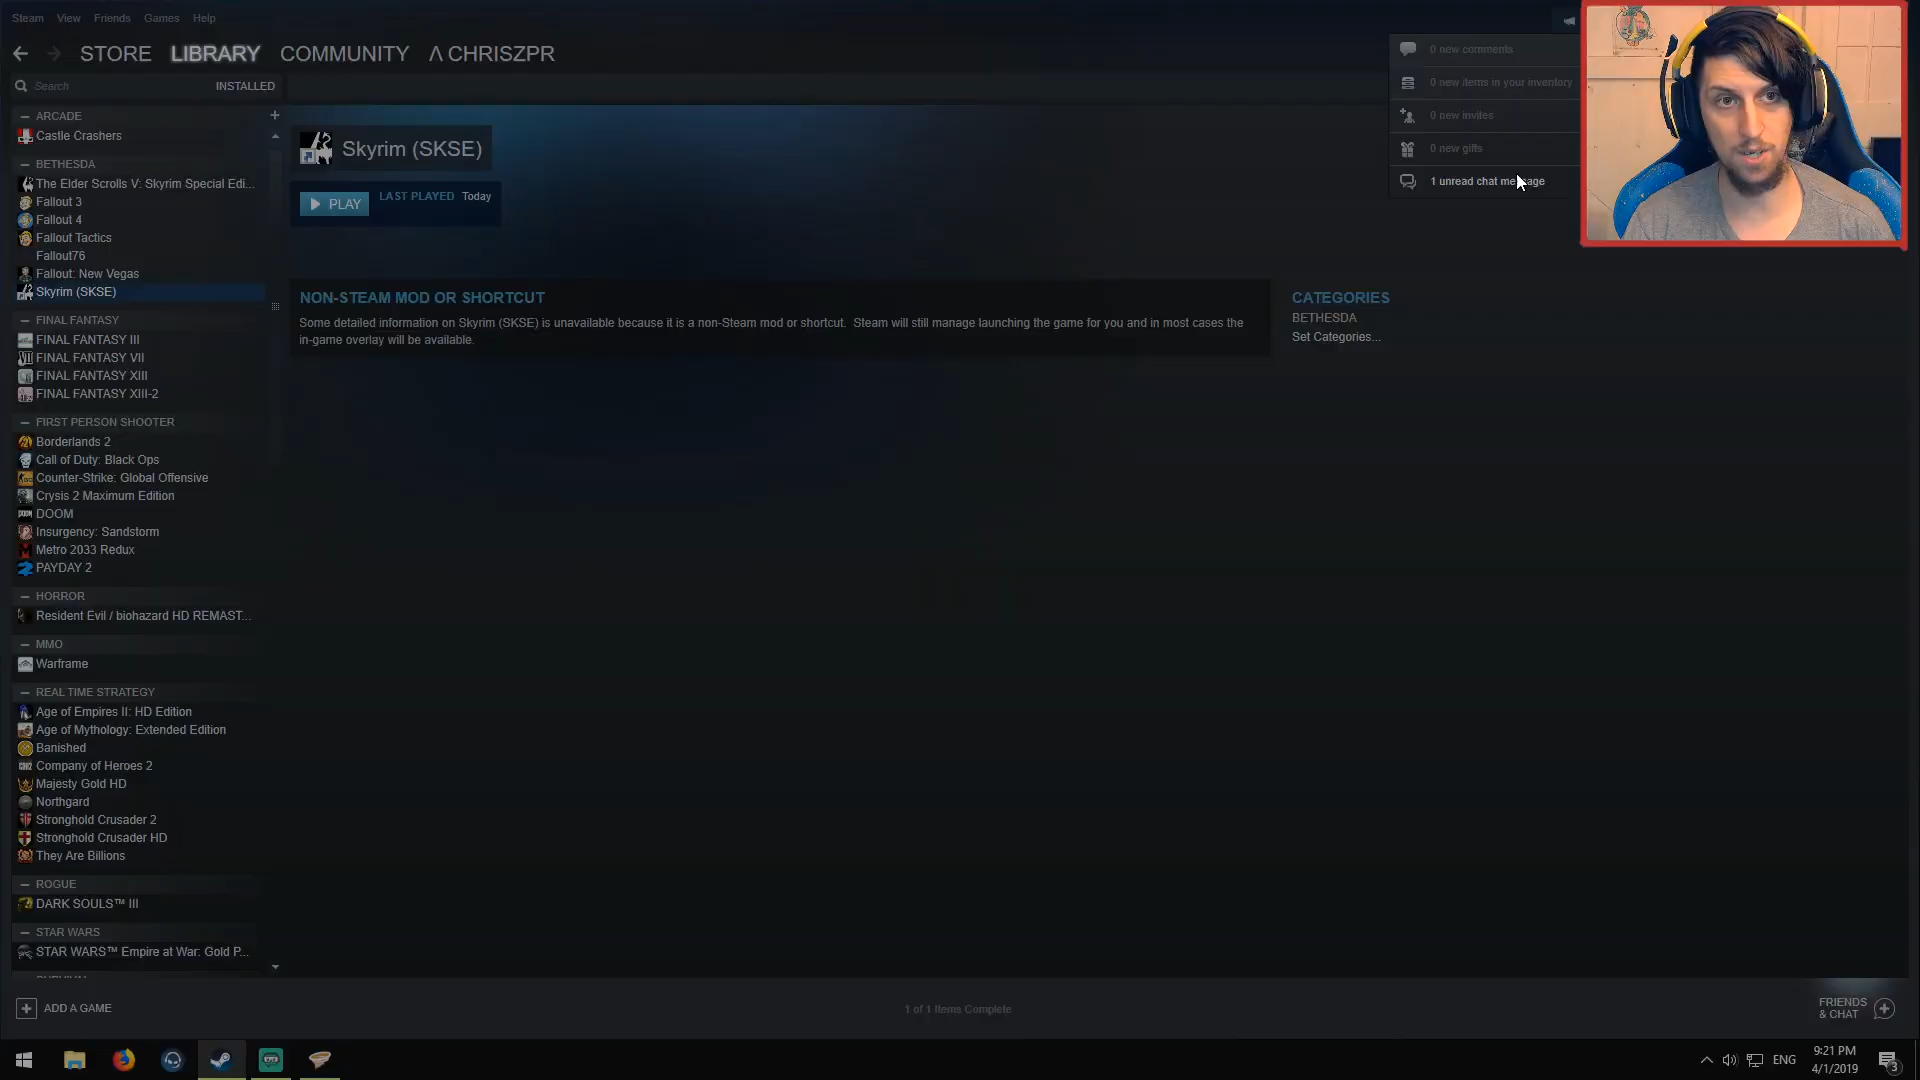 Steam View Friends Games Help
STORE LIBRARY COMMUNITY Λ CHRISZPR
Search INSTALLED
ARCADE
Castle Crashers
BETHESDA
The Elder Scrolls V: Skyrim Special Edi...
Fallout 3
Fallout 4
Fallout Tactics
Fallout76
Fallout: New Vegas
Skyrim (SKSE)
FINAL FANTASY
FINAL FANTASY III
FINAL FANTASY VII
FINAL FANTASY XIII
FINAL FANTASY XIII-2
FIRST PERSON SHOOTER
Borderlands 2
Call of Duty: Black Ops
Counter-Strike: Global Offensive
Crysis 2 Maximum Edition
DOOM
Insurgency: Sandstorm
Metro 2033 Redux
PAYDAY 2
HORROR
Resident Evil / biohazard HD REMAST...
MMO
Warframe
REAL TIME STRATEGY
Age of Empires II: HD Edition
Age of Mythology: Extended Edition
Banished
Company of Heroes 2
Majesty Gold HD
Northgard
Stronghold Crusader 2
Stronghold Crusader HD
They Are Billions
ROGUE
DARK SOULS™ III
STAR WARS
STAR WARS™ Empire at War: Gold P...
Skyrim (SKSE)
PLAY LAST PLAYED Today
NON-STEAM MOD OR SHORTCUT
Some detailed information on Skyrim (SKSE) is unavailable because it is a non-Steam mod or shortcut. Steam will still manage launching the game for you and in most cases the
in-game overlay will be available.
CATEGORIES
BETHESDA
Set Categories...
0 new comments
0 new items in your inventory
0 new invites
0 new gifts
1 unread chat message
ADD A GAME
1 of 1 Items Complete
FRIENDS
& CHAT
ENG
9:21 PM
4/1/2019
3